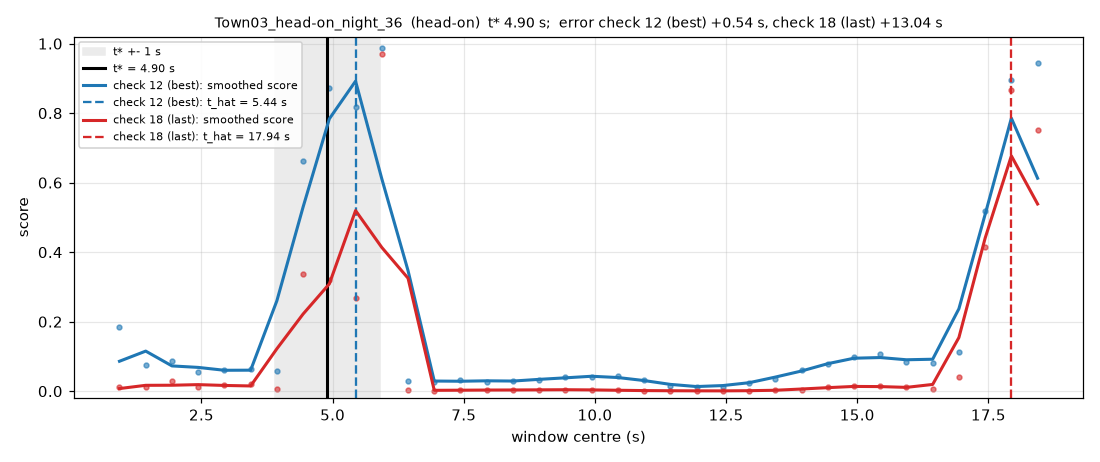 Town03_head-on_night_36  (head-on)  t* 4.90 s;  error check 12 (best) +0.54 s, check 18 (last) +13.04 s
t* +- 1 s
t* = 4.90 s
check 12 (best): smoothed score
check 12 (best): t_hat = 5.44 s
check 18 (last): smoothed score
check 18 (last): t_hat = 17.94 s
1.0
0.8
0.6
0.4
0.2
0.0
score
2.5 5.0 7.5 10.0 12.5 15.0 17.5
window centre (s)